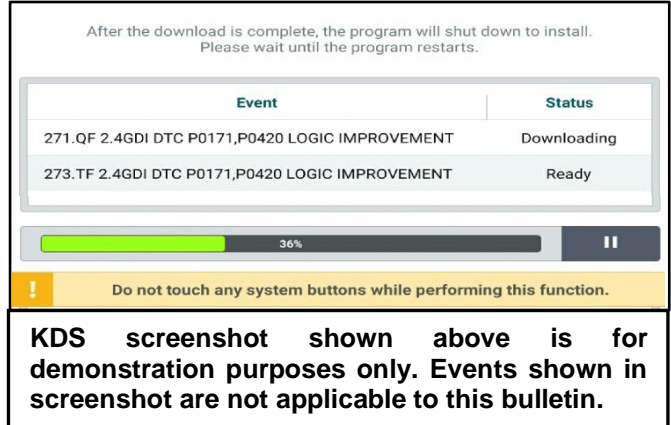 After the download is complete, the program will shut down to install.
Please wait until the program restarts.
Event Status
271.QF 2.4GDI DTC P0171,P0420 LOGIC IMPROVEMENT Downloading
273.TF 2.4GDI DTC P0171,P0420 LOGIC IMPROVEMENT Ready
36%
! Do not touch any system buttons while performing this function.
KDS screenshot shown above is for
demonstration purposes only. Events shown in
screenshot are not applicable to this bulletin.